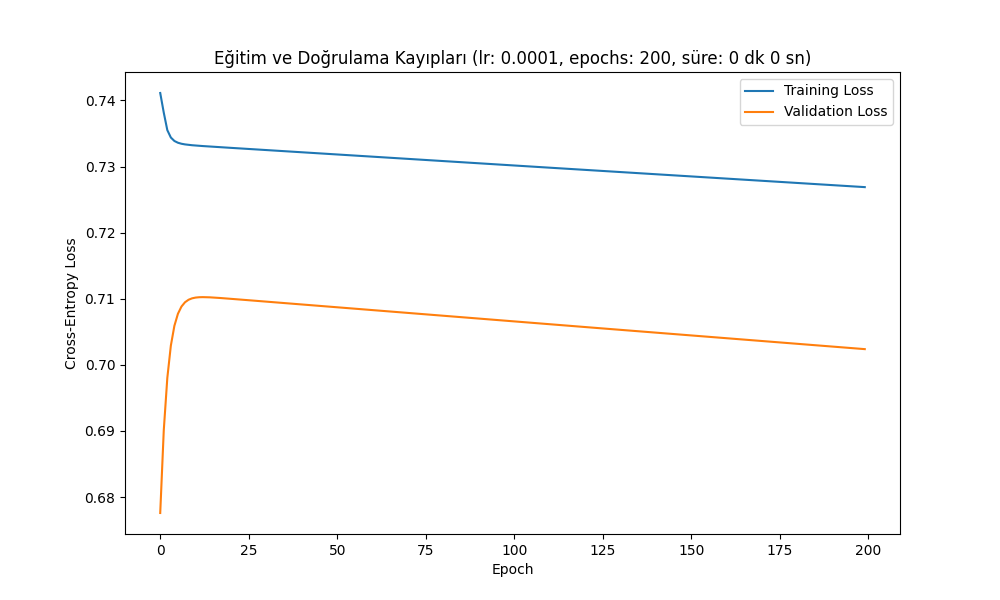 Eğitim ve Doğrulama Kayıpları (lr: 0.0001, epochs: 200, süre: 0 dk 0 sn)
Training Loss
Validation Loss
Cross-Entropy Loss
0.74
0.73
0.72
0.71
0.70
0.69
0.68
0 25 50 75 100 125 150 175 200
Epoch